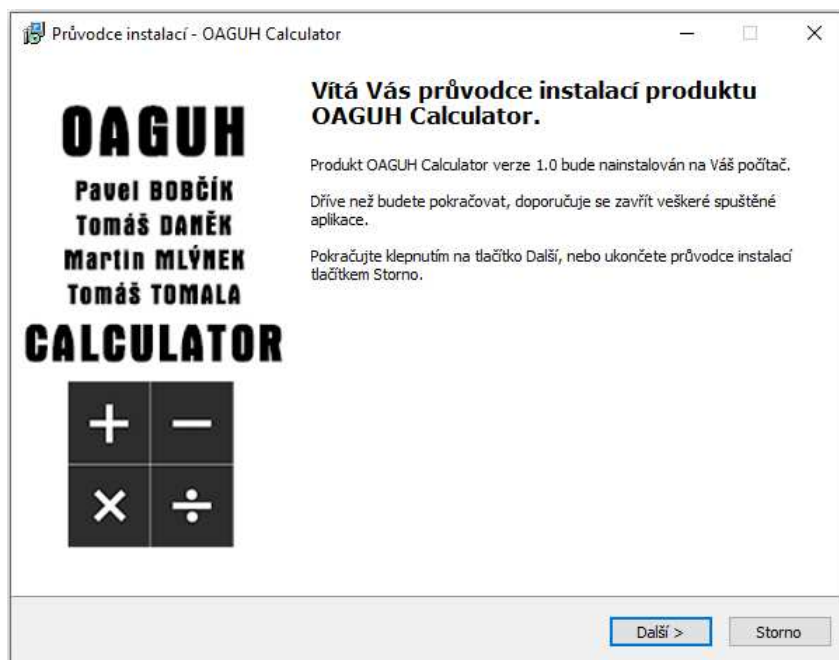 Průvodce instalací - OAGUH Calculator
OAGUH
Pavel BOBČÍK
Tomáš DANĚK
Martin MLÝNEK
Tomáš TOMALA
CALCULATOR
+ −
× ÷
Vítá Vás průvodce instalací produktu
OAGUH Calculator.
Produkt OAGUH Calculator verze 1.0 bude nainstalován na Váš počítač.
Dříve než budete pokračovat, doporučuje se zavřít veškeré spuštěné
aplikace.
Pokračujte klepnutím na tlačítko Další, nebo ukončete průvodce instalací
tlačítkem Storno.
Další >
Storno